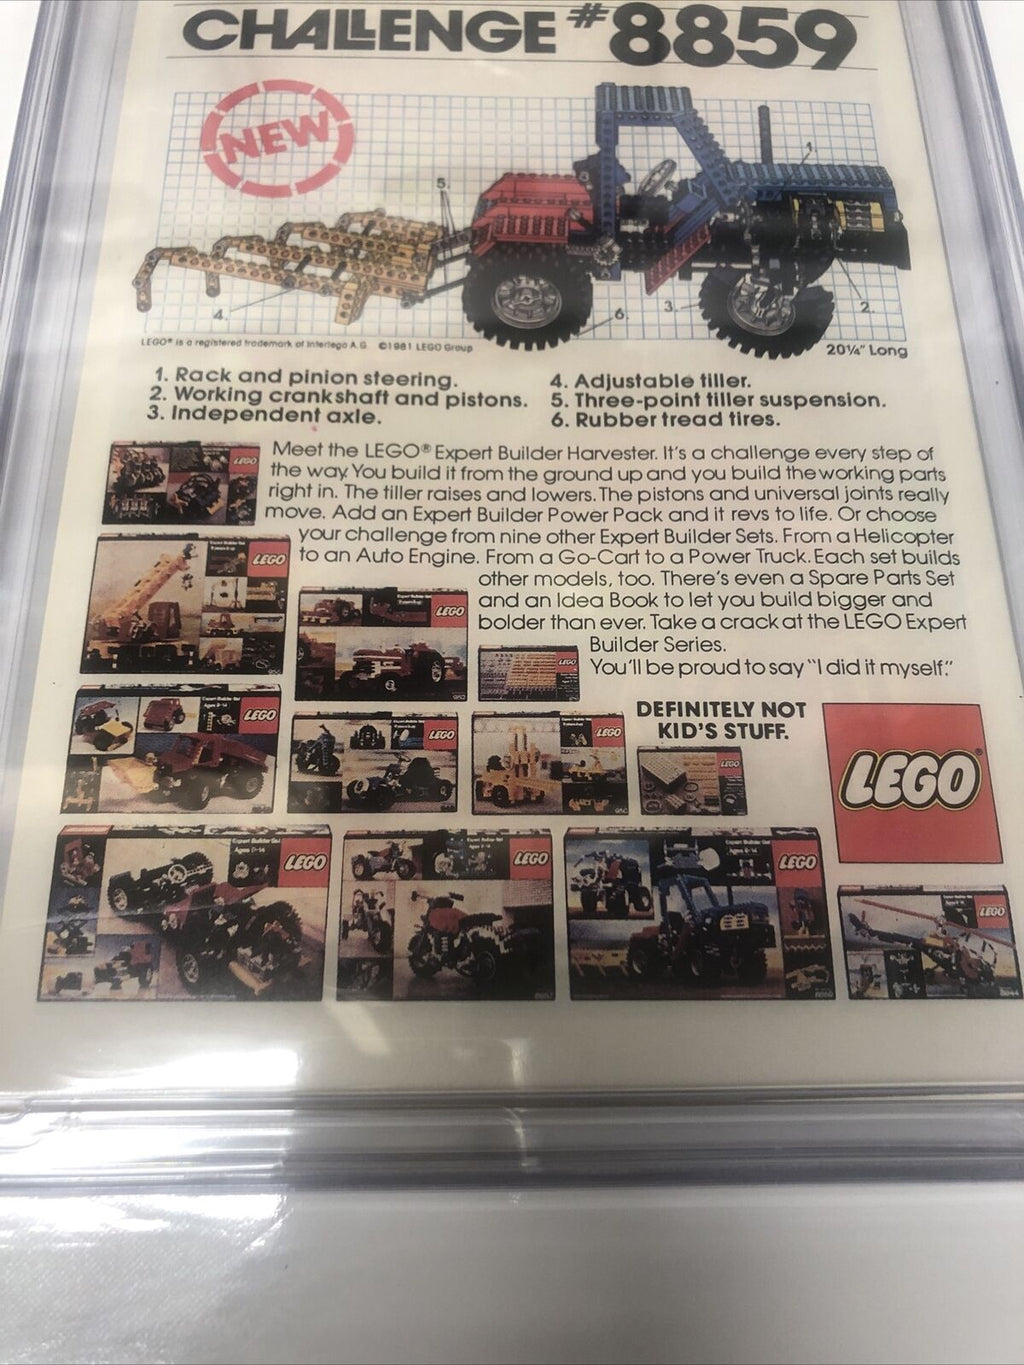 CHALLENGE #8859
NEW
1.
5.
4.
6.
3.
2.
LEGO® is a registered trademark of Interlego A.G. ©1981 LEGO Group
20¼" Long
1. Rack and pinion steering.
2. Working crankshaft and pistons.
3. Independent axle.
4. Adjustable tiller.
5. Three-point tiller suspension.
6. Rubber tread tires.
Meet the LEGO® Expert Builder Harvester. It's a challenge every step of
the way. You build it from the ground up and you build the working parts
right in. The tiller raises and lowers. The pistons and universal joints really
move. Add an Expert Builder Power Pack and it revs to life. Or choose
your challenge from nine other Expert Builder Sets. From a Helicopter
to an Auto Engine. From a Go-Cart to a Power Truck. Each set builds
other models, too. There's even a Spare Parts Set
and an Idea Book to let you build bigger and
bolder than ever. Take a crack at the LEGO Expert
Builder Series.
You'll be proud to say "I did it myself."
DEFINITELY NOT
KID'S STUFF.
LEGO®
LEGO
LEGO
LEGO
LEGO
LEGO
LEGO
LEGO
LEGO
Expert Builder Set
LEGO
Expert Builder Set
LEGO
LEGO
LEGO